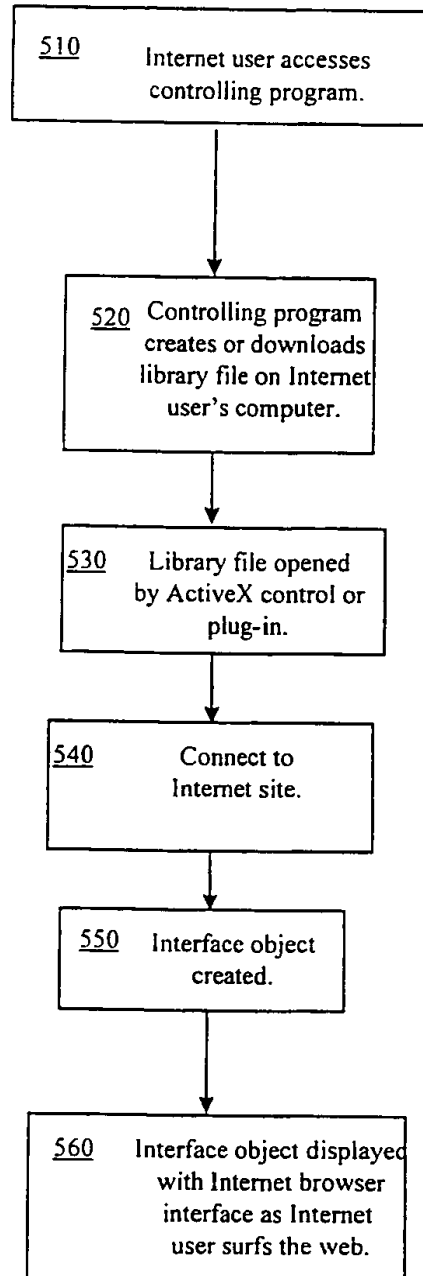 510 Internet user accesses
controlling program.
520 Controlling program
creates or downloads
library file on Internet
user's computer.
530 Library file opened
by ActiveX control or
plug-in.
540 Connect to
Internet site.
550 Interface object
created.
560 Interface object displayed
with Internet browser
interface as Internet
user surfs the web.